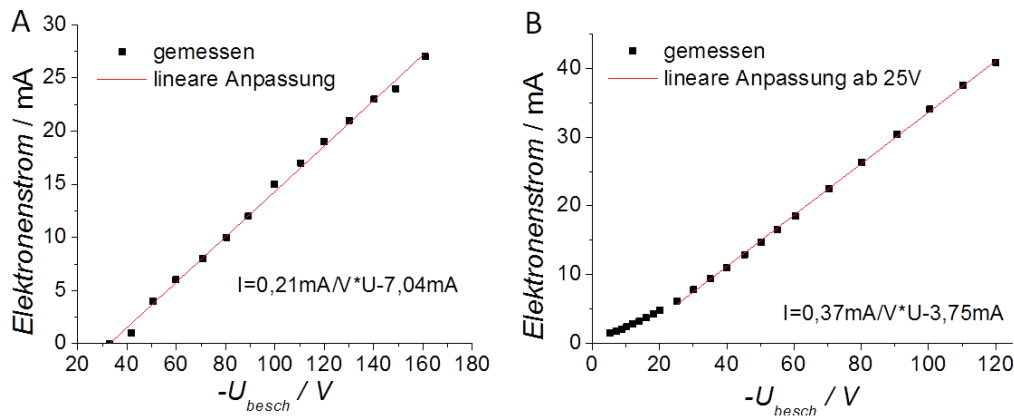 A
gemessen
lineare Anpassung
Elektronenstrom / mA
30
25
20
15
10
5
0
I=0,21mA/V*U-7,04mA
20 40 60 80 100 120 140 160 180
-U_besch / V
B
gemessen
lineare Anpassung ab 25V
Elektronenstrom / mA
40
30
20
10
0
I=0,37mA/V*U-3,75mA
0 20 40 60 80 100 120
-U_besch / V